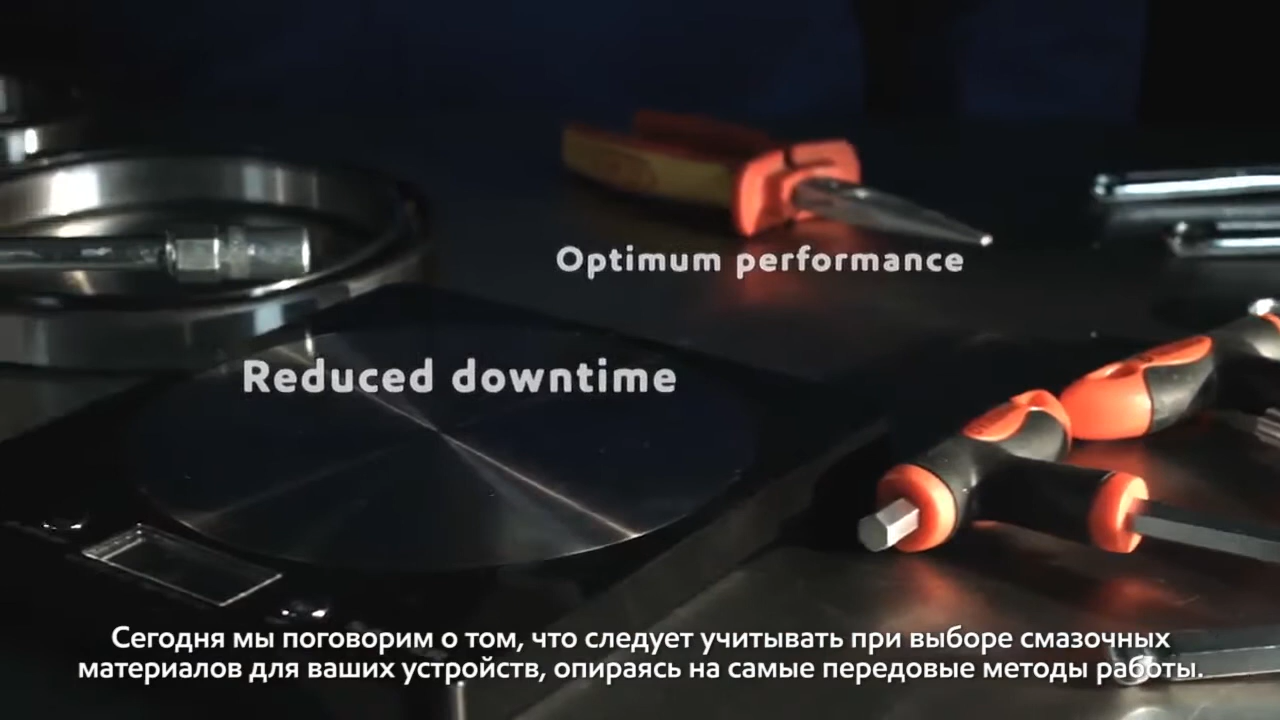 Optimum performance
Reduced downtime
Сегодня мы поговорим о том, что следует учитывать при выборе смазочных
материалов для ваших устройств, опираясь на самые передовые методы работы.